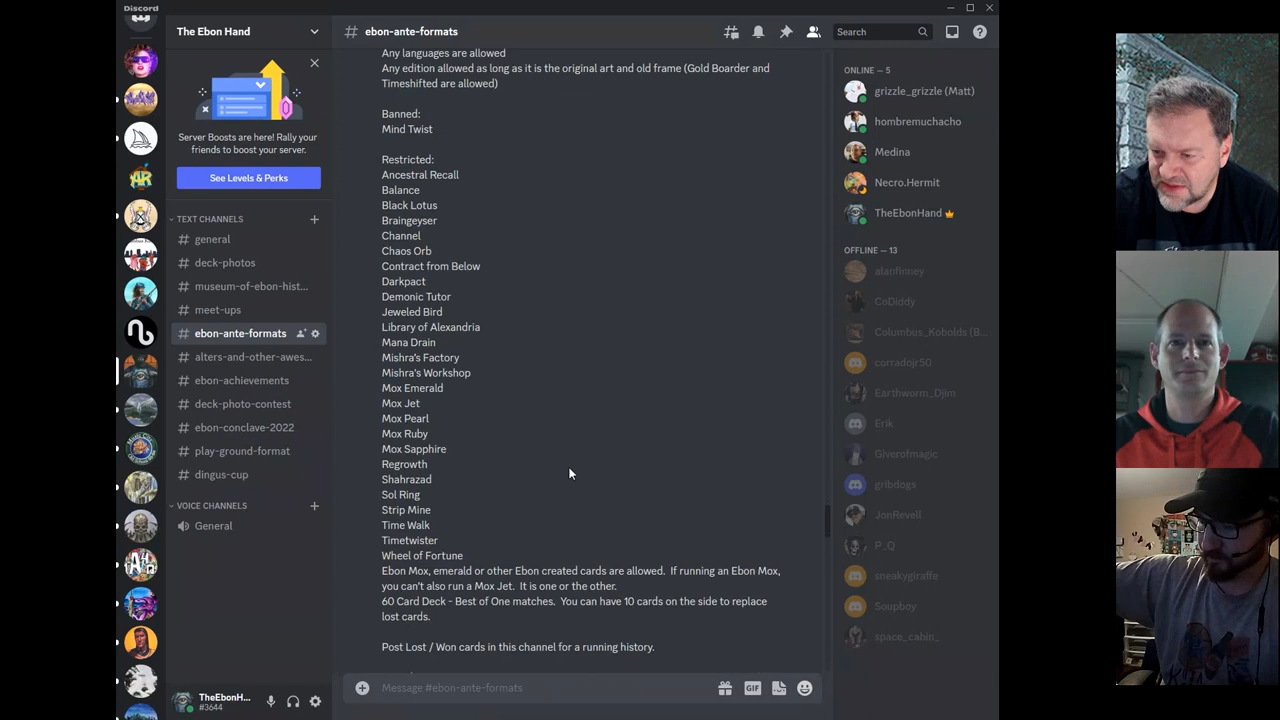 Discord
The Ebon Hand
# ebon-ante-formats
Search
Server Boosts are here! Rally your
friends to boost your server.
See Levels & Perks
TEXT CHANNELS
# general
# deck-photos
# museum-of-ebon-hist...
# meet-ups
# ebon-ante-formats
# alters-and-other-awes...
# ebon-achievements
# deck-photo-contest
# ebon-conclave-2022
# play-ground-format
# dingus-cup
VOICE CHANNELS
General
TheEbonH...
#3644
Any languages are allowed
Any edition allowed as long as it is the original art and old frame (Gold Boarder and
Timeshifted are allowed)
Banned:
Mind Twist
Restricted:
Ancestral Recall
Balance
Black Lotus
Braingeyser
Channel
Chaos Orb
Contract from Below
Darkpact
Demonic Tutor
Jeweled Bird
Library of Alexandria
Mana Drain
Mishra's Factory
Mishra's Workshop
Mox Emerald
Mox Jet
Mox Pearl
Mox Ruby
Mox Sapphire
Regrowth
Shahrazad
Sol Ring
Strip Mine
Time Walk
Timetwister
Wheel of Fortune
Ebon Mox, emerald or other Ebon created cards are allowed. If running an Ebon Mox,
you can't also run a Mox Jet. It is one or the other.
60 Card Deck - Best of One matches. You can have 10 cards on the side to replace
lost cards.
Post Lost / Won cards in this channel for a running history.
Message #ebon-ante-formats
GIF
ONLINE — 5
grizzle_grizzle (Matt)
hombremuchacho
Medina
Necro.Hermit
TheEbonHand
OFFLINE — 13
alanfinney
CoDiddy
Columbus_Kobolds (B...
corradojr50
Earthworm_Djim
Erik
Giverofmagic
gribdogs
JonRevell
P_Q
sneakygiraffe
Soupboy
space_cabin_